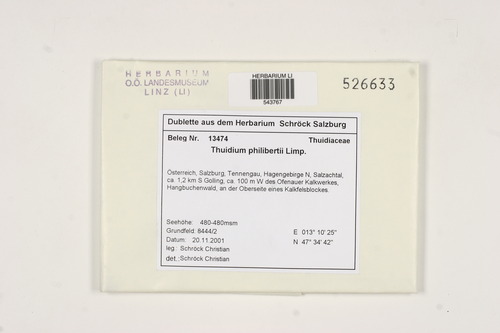 HERBARIUM
O.Ö. LANDESMUSEUM
LINZ (LI)
HERBARIUM LI
543767
526633
Dublette aus dem Herbarium Schröck Salzburg
Beleg Nr. 13474 Thuidiaceae
Thuidium philibertii Limp.
Österreich, Salzburg, Tennengau, Hagengebirge N, Salzachtal,
ca. 1,2 km S Golling, ca. 100 m W des Ofenauer Kalkwerkes,
Hangbuchenwald, an der Oberseite eines Kalkfelsblockes.
Seehöhe: 480-480msm
Grundfeld: 8444/2 E 013° 10' 25"
Datum: 20.11.2001 N 47° 34' 42"
leg.: Schröck Christian
det.: Schröck Christian